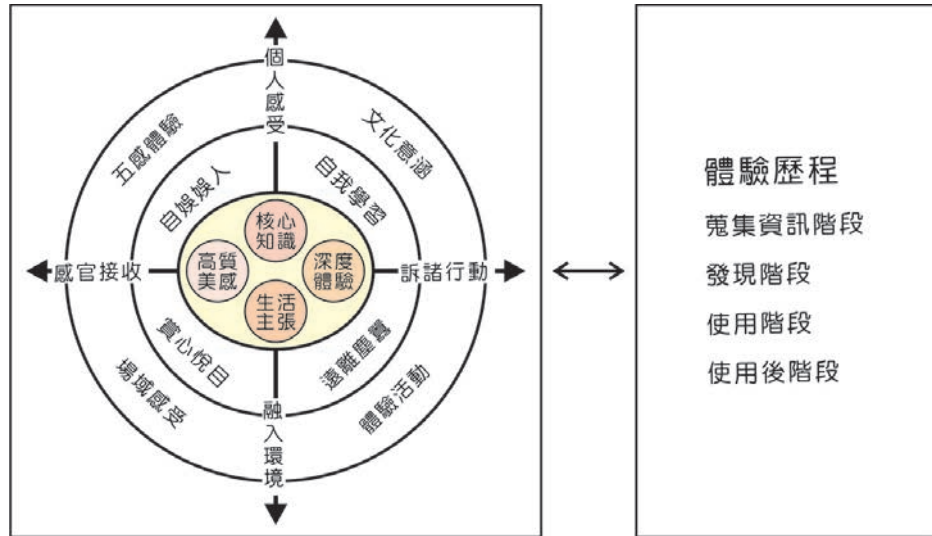 個人感受
五感體驗
文化意涵
自娛娛人
自我學習
核心
知識
高質
美感
深度
體驗
生活
主張
感官接收
訴諸行動
賞心悅目
遠離塵囂
場域感受
體驗活動
融入環境
體驗歷程
蒐集資訊階段
發現階段
使用階段
使用後階段